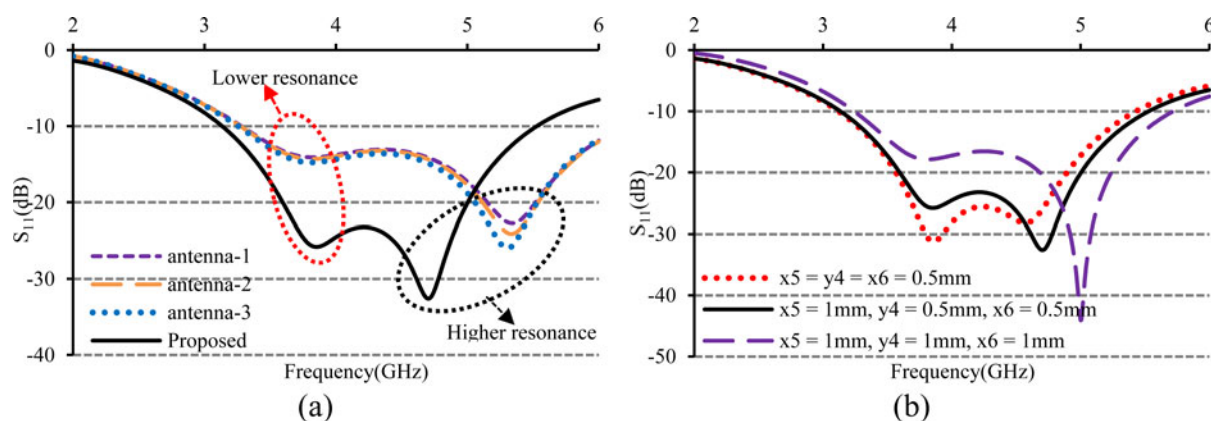 2 3 4 5 6
0
-10
-20
-30
-40
S11(dB)
Lower resonance
Higher resonance
antenna-1
antenna-2
antenna-3
Proposed
Frequency(GHz)
(a)
2 3 4 5 6
0
-10
-20
-30
-40
-50
S11(dB)
x5 = y4 = x6 = 0.5mm
x5 = 1mm, y4 = 0.5mm, x6 = 0.5mm
x5 = 1mm, y4 = 1mm, x6 = 1mm
Frequency(GHz)
(b)